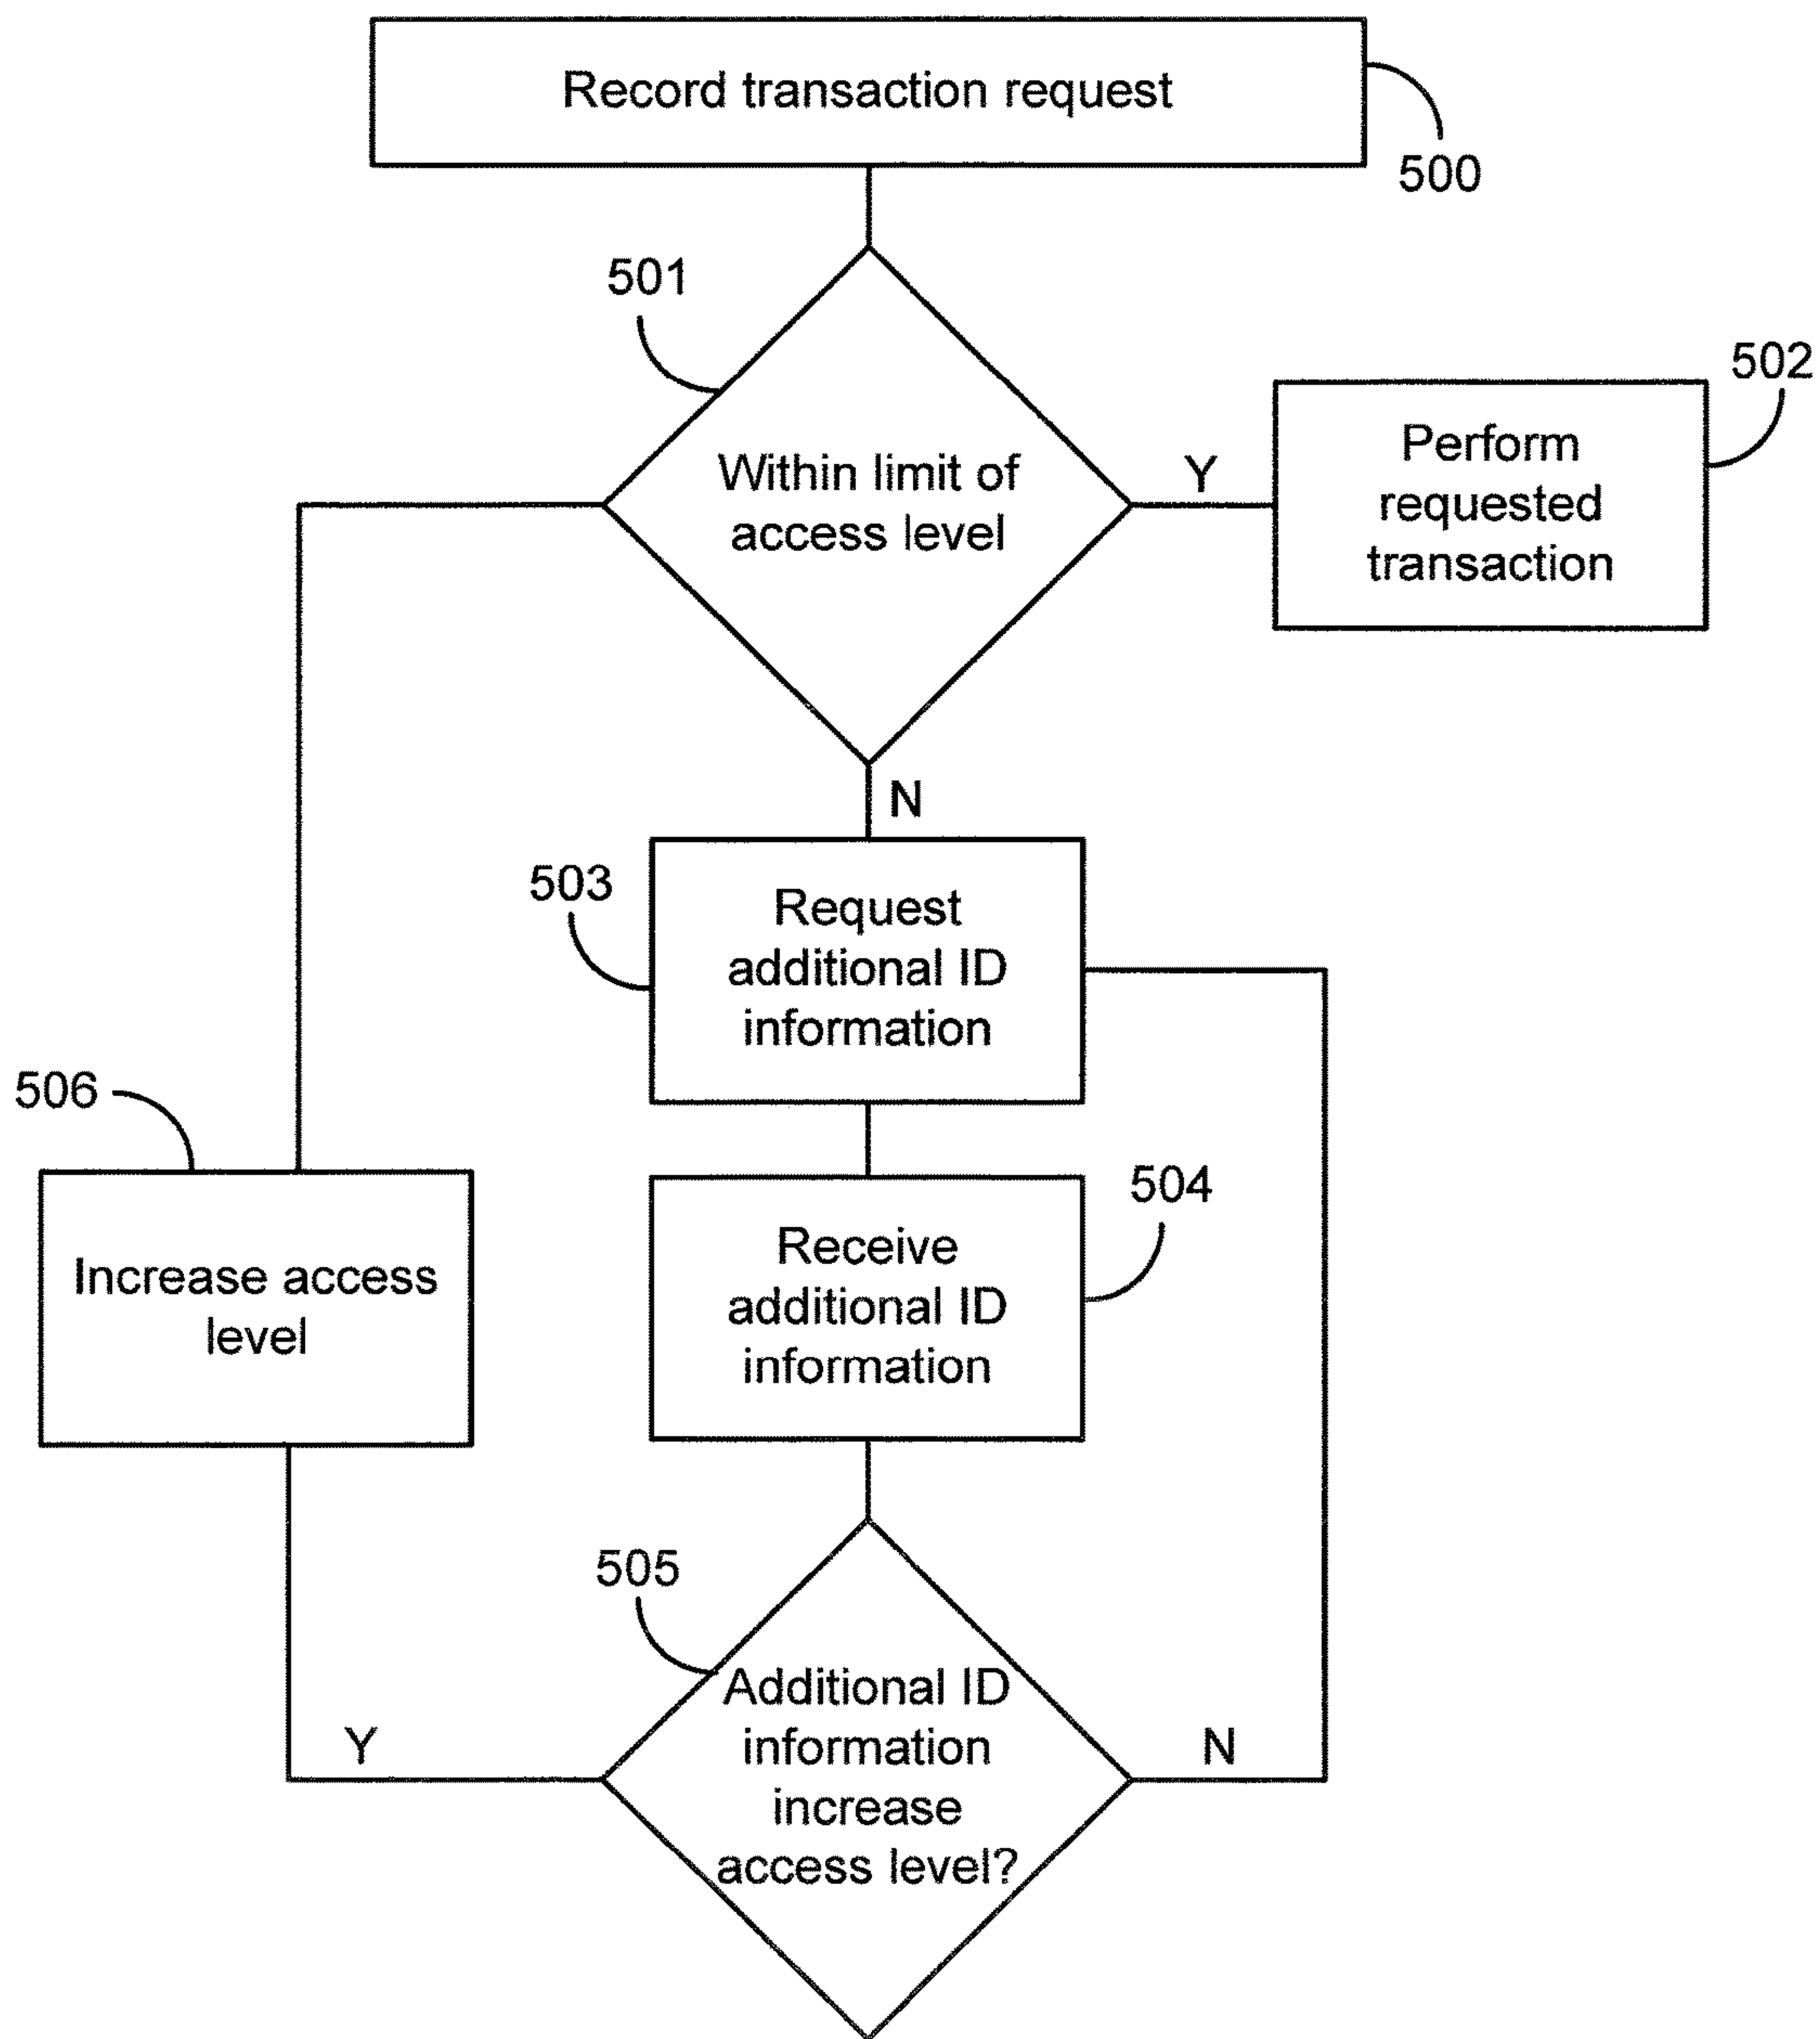 Record transaction request
500
501
502
Within limit of
access level
Y
Perform
requested
transaction
N
503
Request
additional ID
information
506
504
Increase access
level
Receive
additional ID
information
505
Y
Additional ID
information
increase
access level?
N